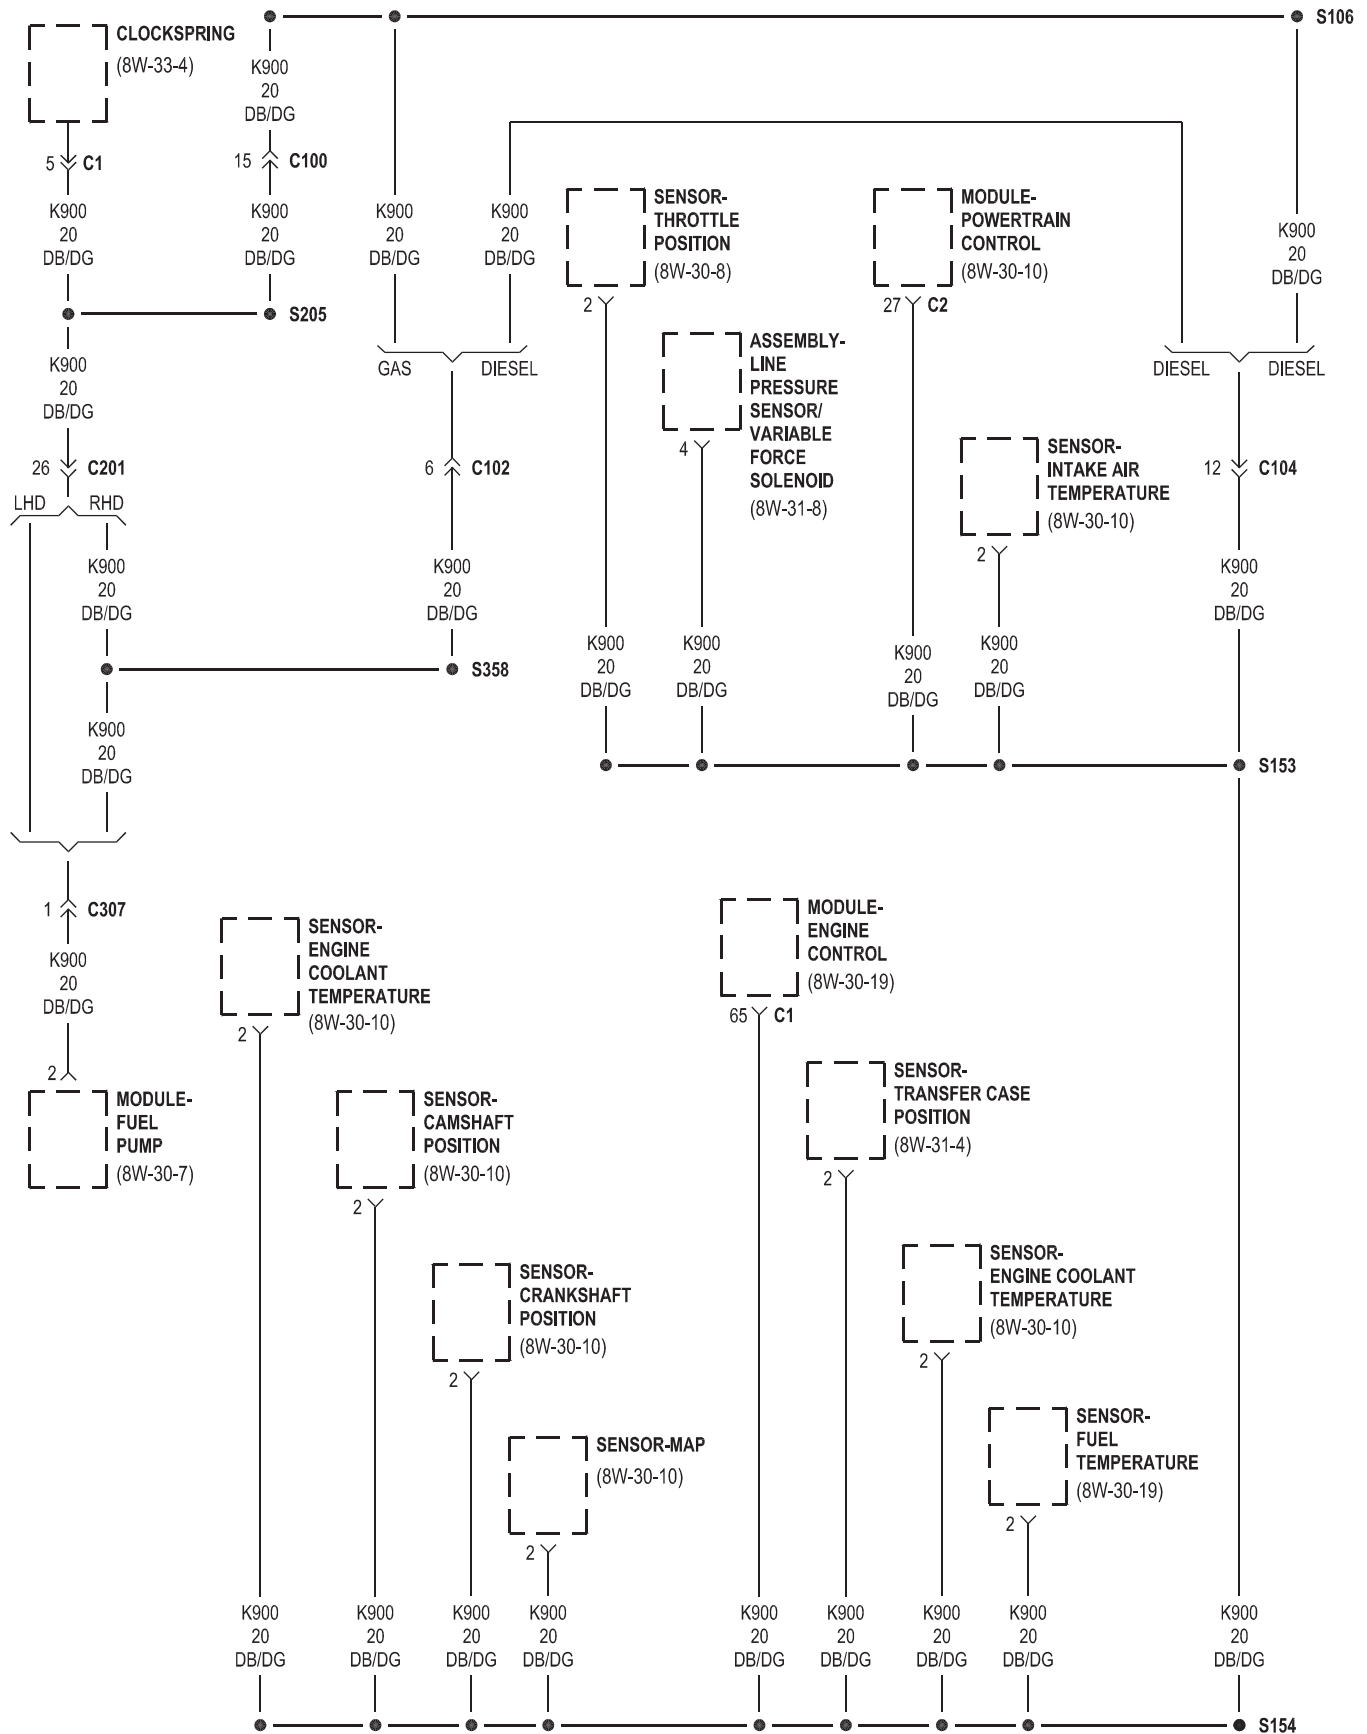 S106
CLOCKSPRING
(8W-33-4)
K900
20
DB/DG
5 C1
15 C100
K900
20
DB/DG
K900
20
DB/DG
K900
20
DB/DG
K900
20
DB/DG
SENSOR-
THROTTLE
POSITION
(8W-30-8)
2
MODULE-
POWERTRAIN
CONTROL
(8W-30-10)
27 C2
K900
20
DB/DG
S205
K900
20
DB/DG
GAS DIESEL
ASSEMBLY-
LINE
PRESSURE
SENSOR/
VARIABLE
FORCE
SOLENOID
(8W-31-8)
4
DIESEL DIESEL
26 C201
LHD RHD
6 C102
SENSOR-
INTAKE AIR
TEMPERATURE
(8W-30-10)
2
12 C104
K900
20
DB/DG
K900
20
DB/DG
K900
20
DB/DG
K900
20
DB/DG
K900
20
DB/DG
K900
20
DB/DG
K900
20
DB/DG
S358
K900
20
DB/DG
S153
1 C307
K900
20
DB/DG
2
MODULE-
FUEL
PUMP
(8W-30-7)
SENSOR-
ENGINE
COOLANT
TEMPERATURE
(8W-30-10)
2
MODULE-
ENGINE
CONTROL
(8W-30-19)
65 C1
SENSOR-
CAMSHAFT
POSITION
(8W-30-10)
2
SENSOR-
TRANSFER CASE
POSITION
(8W-31-4)
2
SENSOR-
CRANKSHAFT
POSITION
(8W-30-10)
2
SENSOR-
ENGINE COOLANT
TEMPERATURE
(8W-30-10)
2
SENSOR-MAP
(8W-30-10)
2
SENSOR-
FUEL
TEMPERATURE
(8W-30-19)
2
K900
20
DB/DG
K900
20
DB/DG
K900
20
DB/DG
K900
20
DB/DG
K900
20
DB/DG
K900
20
DB/DG
K900
20
DB/DG
K900
20
DB/DG
K900
20
DB/DG
S154